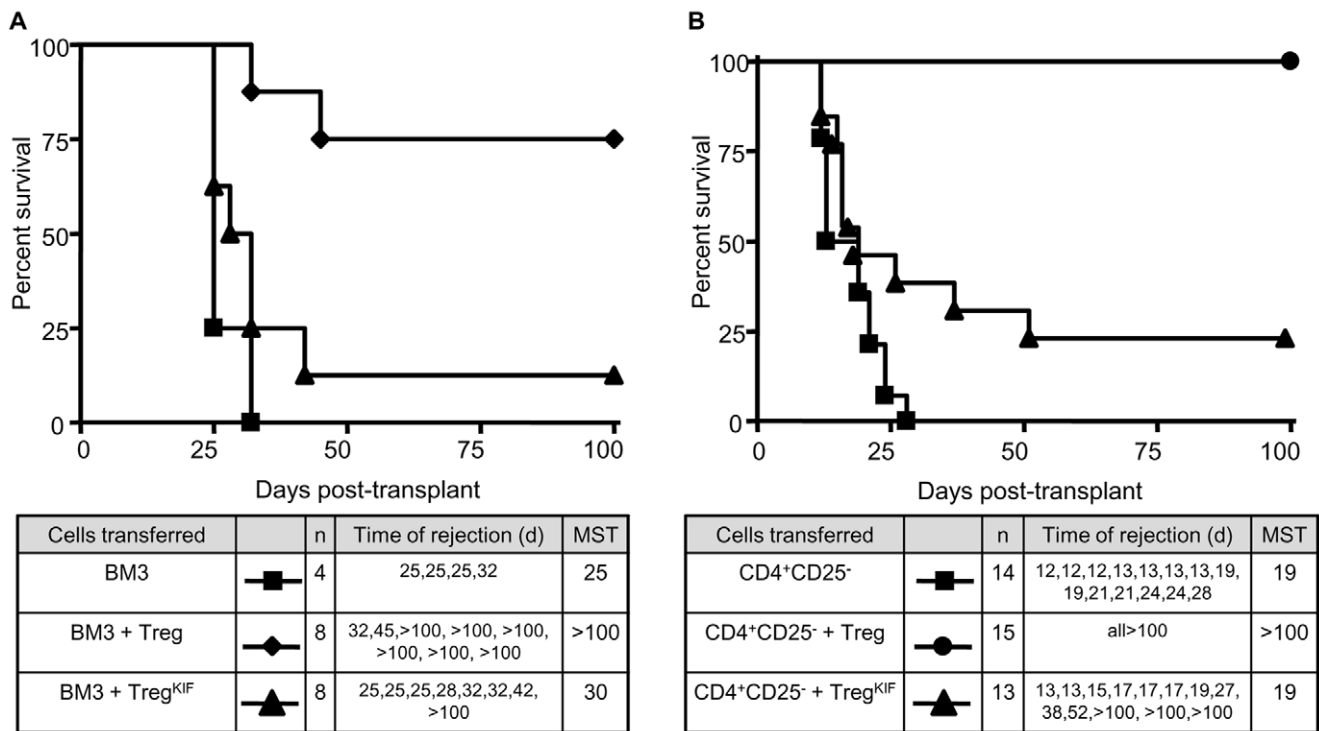 A
100
75
50
25
0
Percent survival
0 25 50 75 100
Days post-transplant
Cells transferred n Time of rejection (d) MST
BM3 4 25,25,25,32 25
BM3 + Treg 8 32,45,>100, >100, >100,
>100, >100, >100 >100
BM3 + Treg^KIF 8 25,25,25,28,32,32,42,
>100 30
B
100
75
50
25
0
Percent survival
0 25 50 75 100
Days post-transplant
Cells transferred n Time of rejection (d) MST
CD4⁺CD25⁻ 14 12,12,12,13,13,13,13,19,
19,21,21,24,24,28 19
CD4⁺CD25⁻ + Treg 15 all>100 >100
CD4⁺CD25⁻ + Treg^KIF 13 13,13,15,17,17,17,19,27,
38,52,>100, >100,>100 19